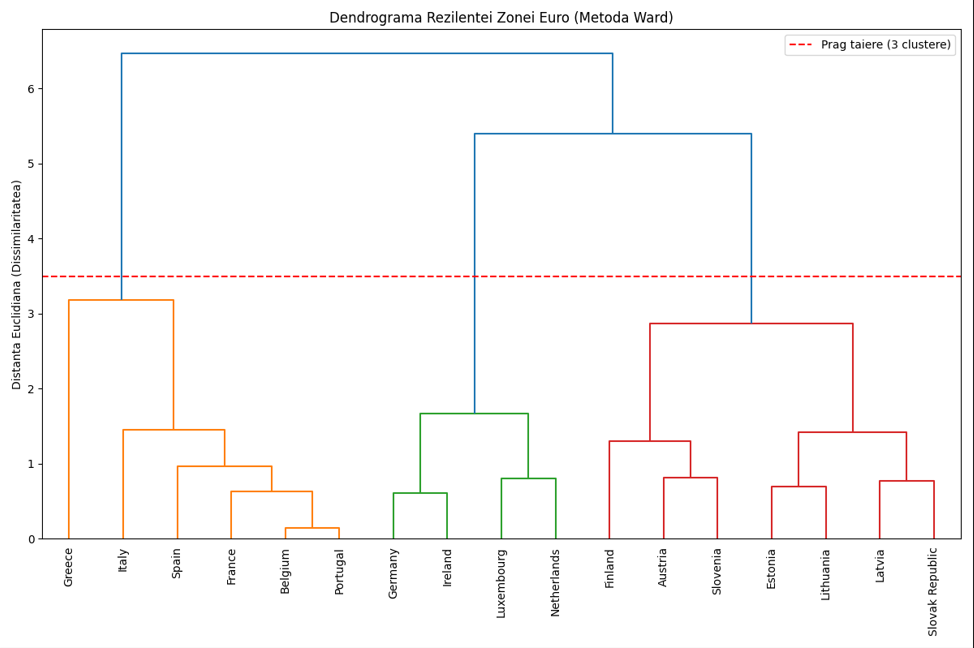 Dendrograma Rezilentei Zonei Euro (Metoda Ward)
Prag taiere (3 clustere)
Distanta Euclidiana (Dissimilaritatea)
6
5
4
3
2
1
0
Greece
Italy
Spain
France
Belgium
Portugal
Germany
Ireland
Luxembourg
Netherlands
Finland
Austria
Slovenia
Estonia
Lithuania
Latvia
Slovak Republic